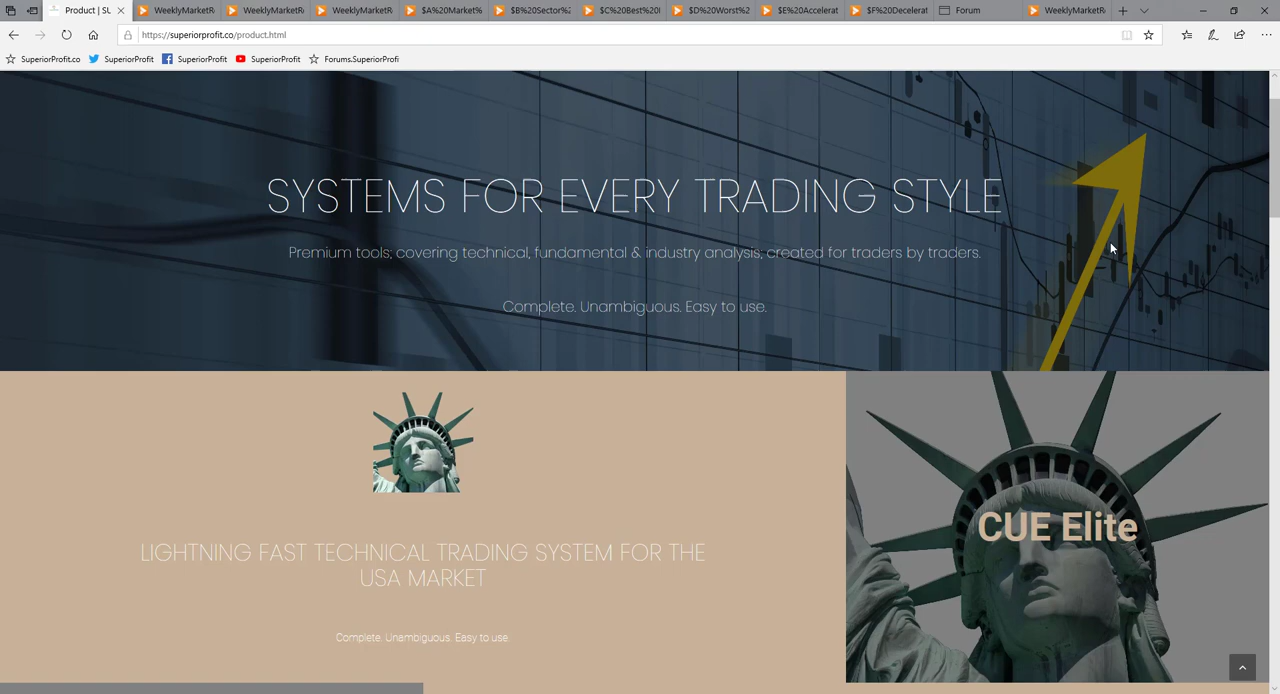 Product | SL
WeeklyMarketR
WeeklyMarketR
WeeklyMarketR
$A%20Market%
$B%20Sector%2
$C%20Best%20I
$D%20Worst%2
$E%20Accelerat
$F%20Decelerat
Forum
WeeklyMarketR
https://superiorprofit.co/product.html
SuperiorProfit.co
SuperiorProfit
SuperiorProfit
SuperiorProfit
Forums.SuperiorProfi
SYSTEMS FOR EVERY TRADING STYLE
Premium tools; covering technical, fundamental & industry analysis; created for traders by traders.
Complete. Unambiguous. Easy to use.
LIGHTNING FAST TECHNICAL TRADING SYSTEM FOR THE
USA MARKET
Complete. Unambiguous. Easy to use.
CUE Elite